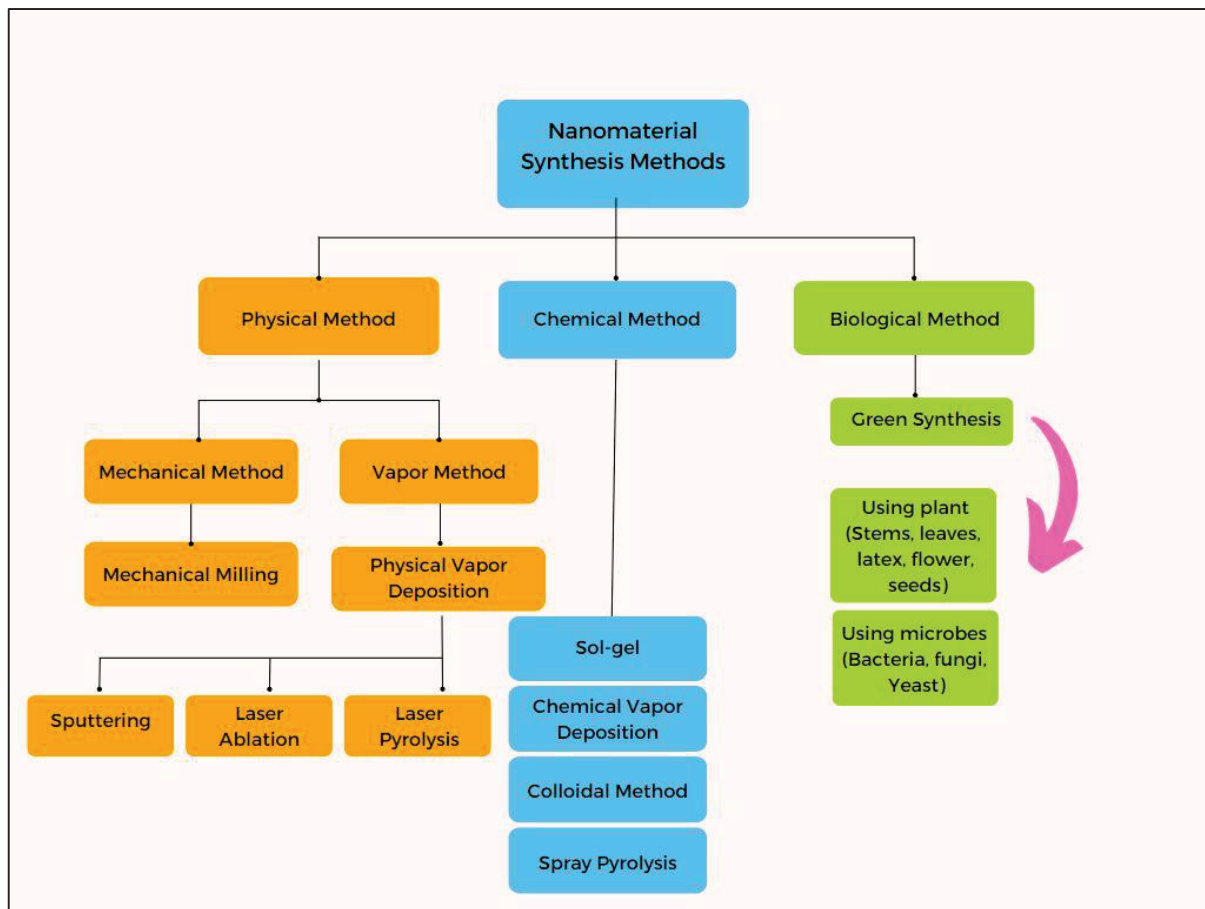 Nanomaterial
Synthesis Methods
Physical Method
Chemical Method
Biological Method
Green Synthesis
Mechanical Method
Vapor Method
Using plant
(Stems, leaves,
latex, flower,
seeds)
Mechanical Milling
Physical Vapor
Deposition
Using microbes
(Bacteria, fungi,
Yeast)
Sol-gel
Sputtering
Laser
Ablation
Laser
Pyrolysis
Chemical Vapor
Deposition
Colloidal Method
Spray Pyrolysis